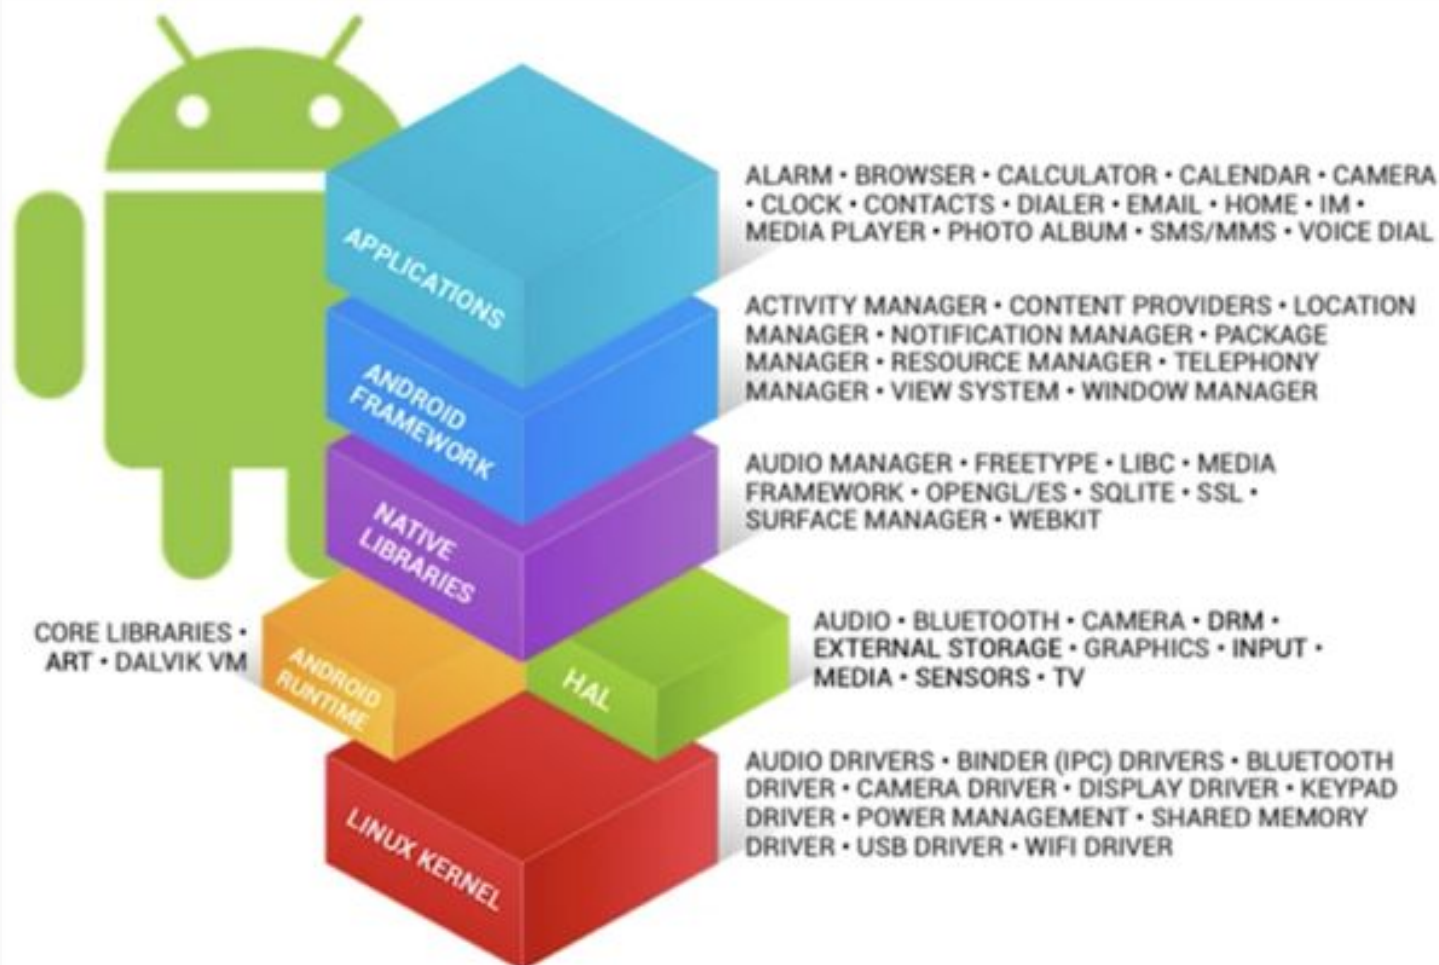 ALARM • BROWSER • CALCULATOR • CALENDAR • CAMERA
• CLOCK • CONTACTS • DIALER • EMAIL • HOME • IM •
MEDIA PLAYER • PHOTO ALBUM • SMS/MMS • VOICE DIAL
APPLICATIONS
ACTIVITY MANAGER • CONTENT PROVIDERS • LOCATION
MANAGER • NOTIFICATION MANAGER • PACKAGE
MANAGER • RESOURCE MANAGER • TELEPHONY
MANAGER • VIEW SYSTEM • WINDOW MANAGER
ANDROID
FRAMEWORK
AUDIO MANAGER • FREETYPE • LIBC • MEDIA
FRAMEWORK • OPENGL/ES • SQLITE • SSL •
SURFACE MANAGER • WEBKIT
NATIVE
LIBRARIES
CORE LIBRARIES •
ART • DALVIK VM
ANDROID
RUNTIME
HAL
AUDIO • BLUETOOTH • CAMERA • DRM •
EXTERNAL STORAGE • GRAPHICS • INPUT •
MEDIA • SENSORS • TV
AUDIO DRIVERS • BINDER (IPC) DRIVERS • BLUETOOTH
DRIVER • CAMERA DRIVER • DISPLAY DRIVER • KEYPAD
DRIVER • POWER MANAGEMENT • SHARED MEMORY
DRIVER • USB DRIVER • WIFI DRIVER
LINUX KERNEL